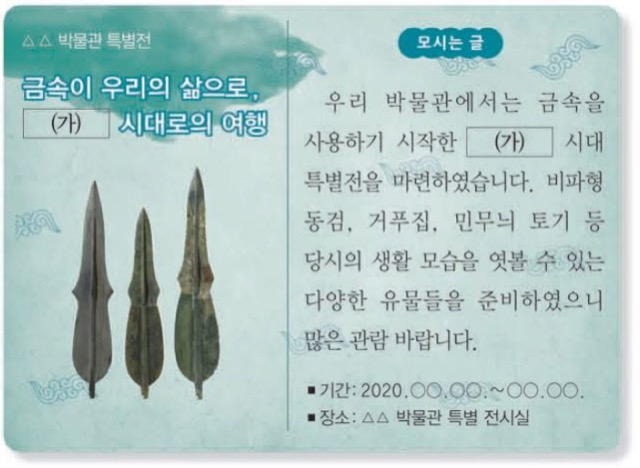 △△ 박물관 특별전
금속이 우리의 삶으로,
(가) 시대로의 여행
모시는 글
우리 박물관에서는 금속을
사용하기 시작한 (가) 시대
특별전을 마련하였습니다. 비파형
동검, 거푸집, 민무늬 토기 등
당시의 생활 모습을 엿볼 수 있는
다양한 유물들을 준비하였으니
많은 관람 바랍니다.
■ 기간: 2020.○○.○○.~○○.○○.
■ 장소: △△ 박물관 특별 전시실